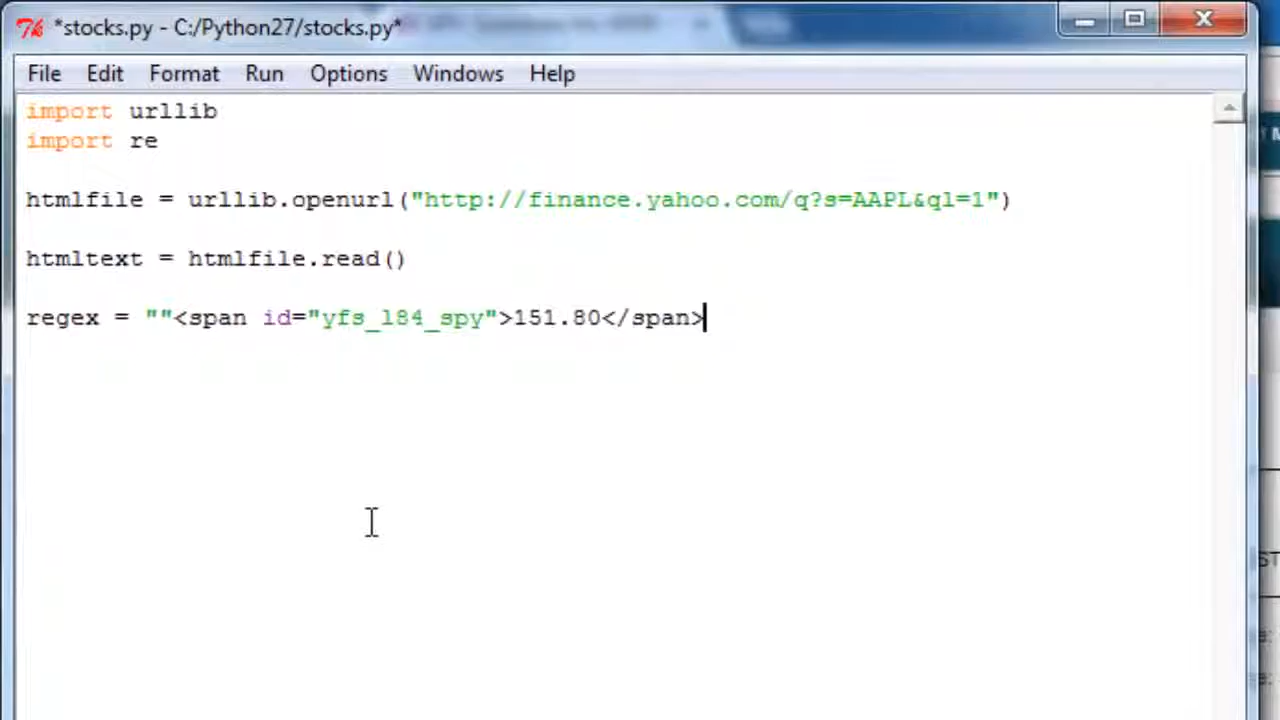 *stocks.py - C:/Python27/stocks.py*
File Edit Format Run Options Windows Help
import urllib
import re
htmlfile = urllib.openurl("http://finance.yahoo.com/q?s=AAPL&ql=1")
htmltext = htmlfile.read()
regex = ""<span id="yfs_l84_spy">151.80</span>